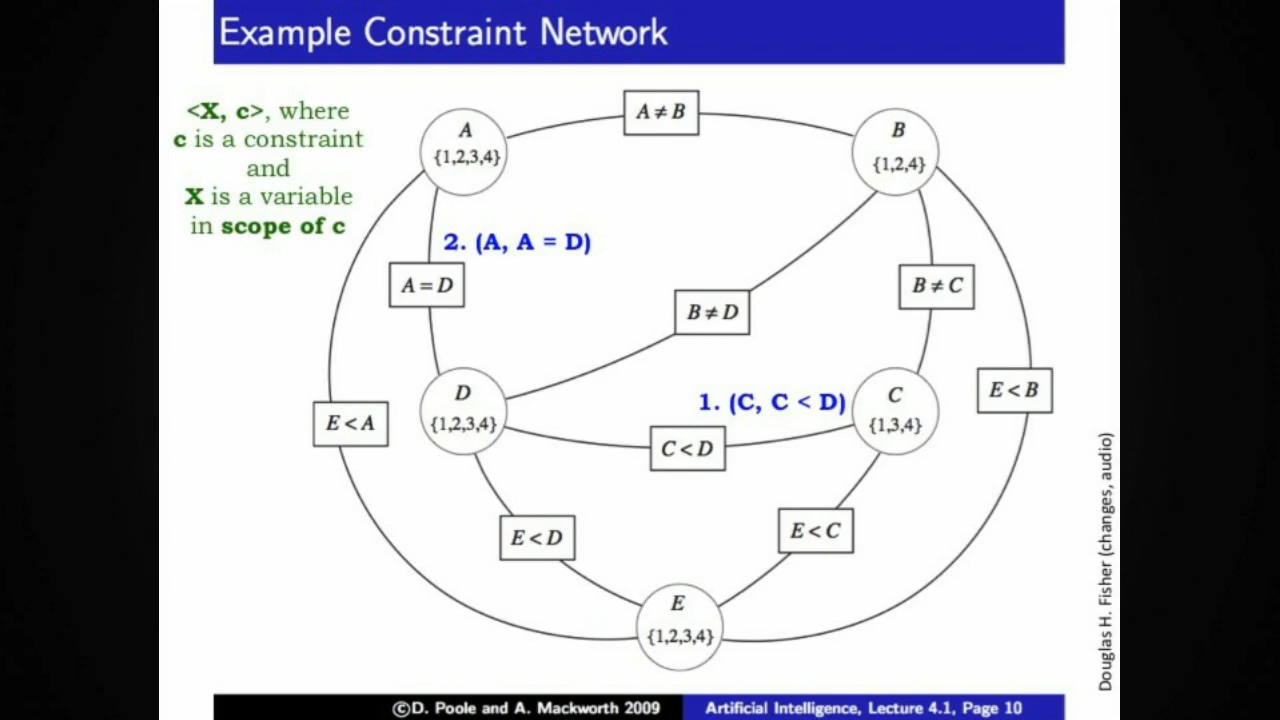 Example Constraint Network
<X, c>, where
c is a constraint
and
X is a variable
in scope of c
A ≠ B
A
{1,2,3,4}
B
{1,2,4}
2. (A, A = D)
A = D
B ≠ C
B ≠ D
D
{1,2,3,4}
1. (C, C < D)
C
{1,3,4}
E < B
E < A
C < D
E < D
E < C
E
{1,2,3,4}
Douglas H. Fisher (changes, audio)
©D. Poole and A. Mackworth 2009
Artificial Intelligence, Lecture 4.1, Page 10